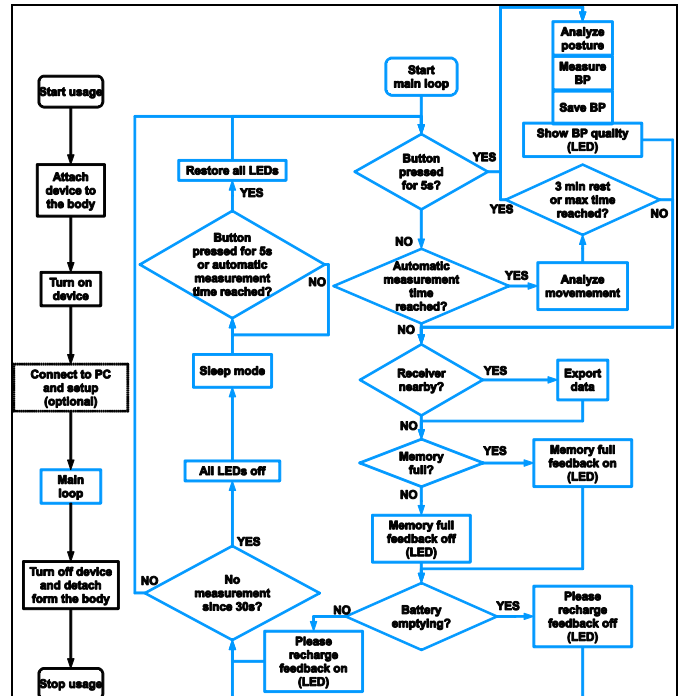 Start usage
Attach
device to
the body
Turn on
device
Connect to PC
and setup
(optional)
Main
loop
Turn off device
and detach
form the body
Stop usage
Restore all LEDs
YES
Button
pressed for 5s
or automatic
measurement
time reached?
NO
Sleep mode
All LEDs off
YES
No
measurement
since 30s?
NO
Start
main loop
Button
pressed
for 5s?
YES
NO
Automatic
measurement
time
reached?
YES
NO
Analyze
movemement
3 min rest
or max time
reached?
YES
NO
Analyze
posture
Measure
BP
Save BP
Show BP quality
(LED)
Receiver
nearby?
YES
NO
Export
data
Memory
full?
YES
NO
Memory full
feedback on
(LED)
Memory full
feedback off
(LED)
Battery
emptying?
NO
YES
Please
recharge
feedback on
(LED)
Please
recharge
feedback off
(LED)